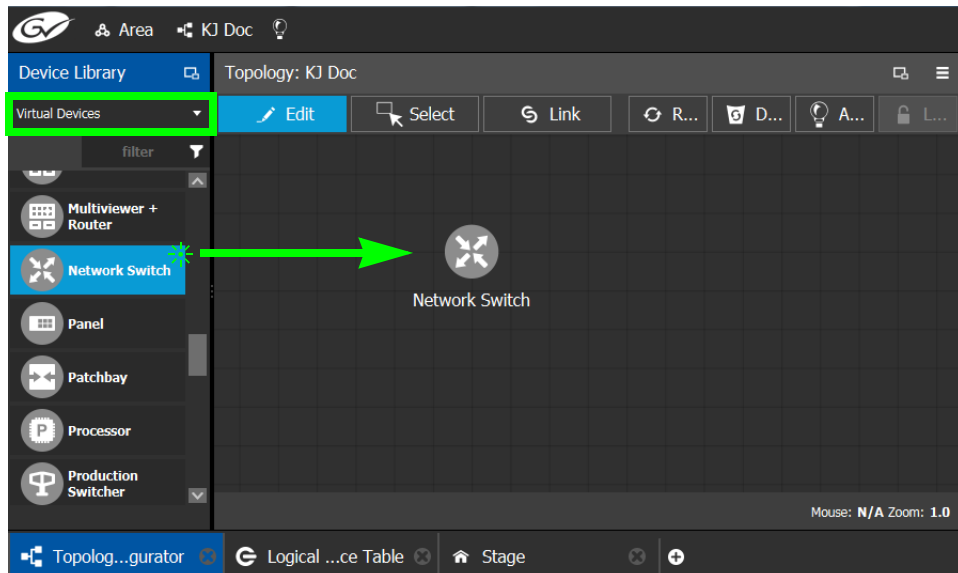 GV Area KJ Doc
Device Library
Topology: KJ Doc
Virtual Devices
Edit Select Link R... D... A... L...
filter
Multiviewer +
Router
Network Switch
Panel
Patchbay
P Processor
Production
Switcher
Network Switch
Mouse: N/A Zoom: 1.0
Topolog...gurator Logical ...ce Table Stage